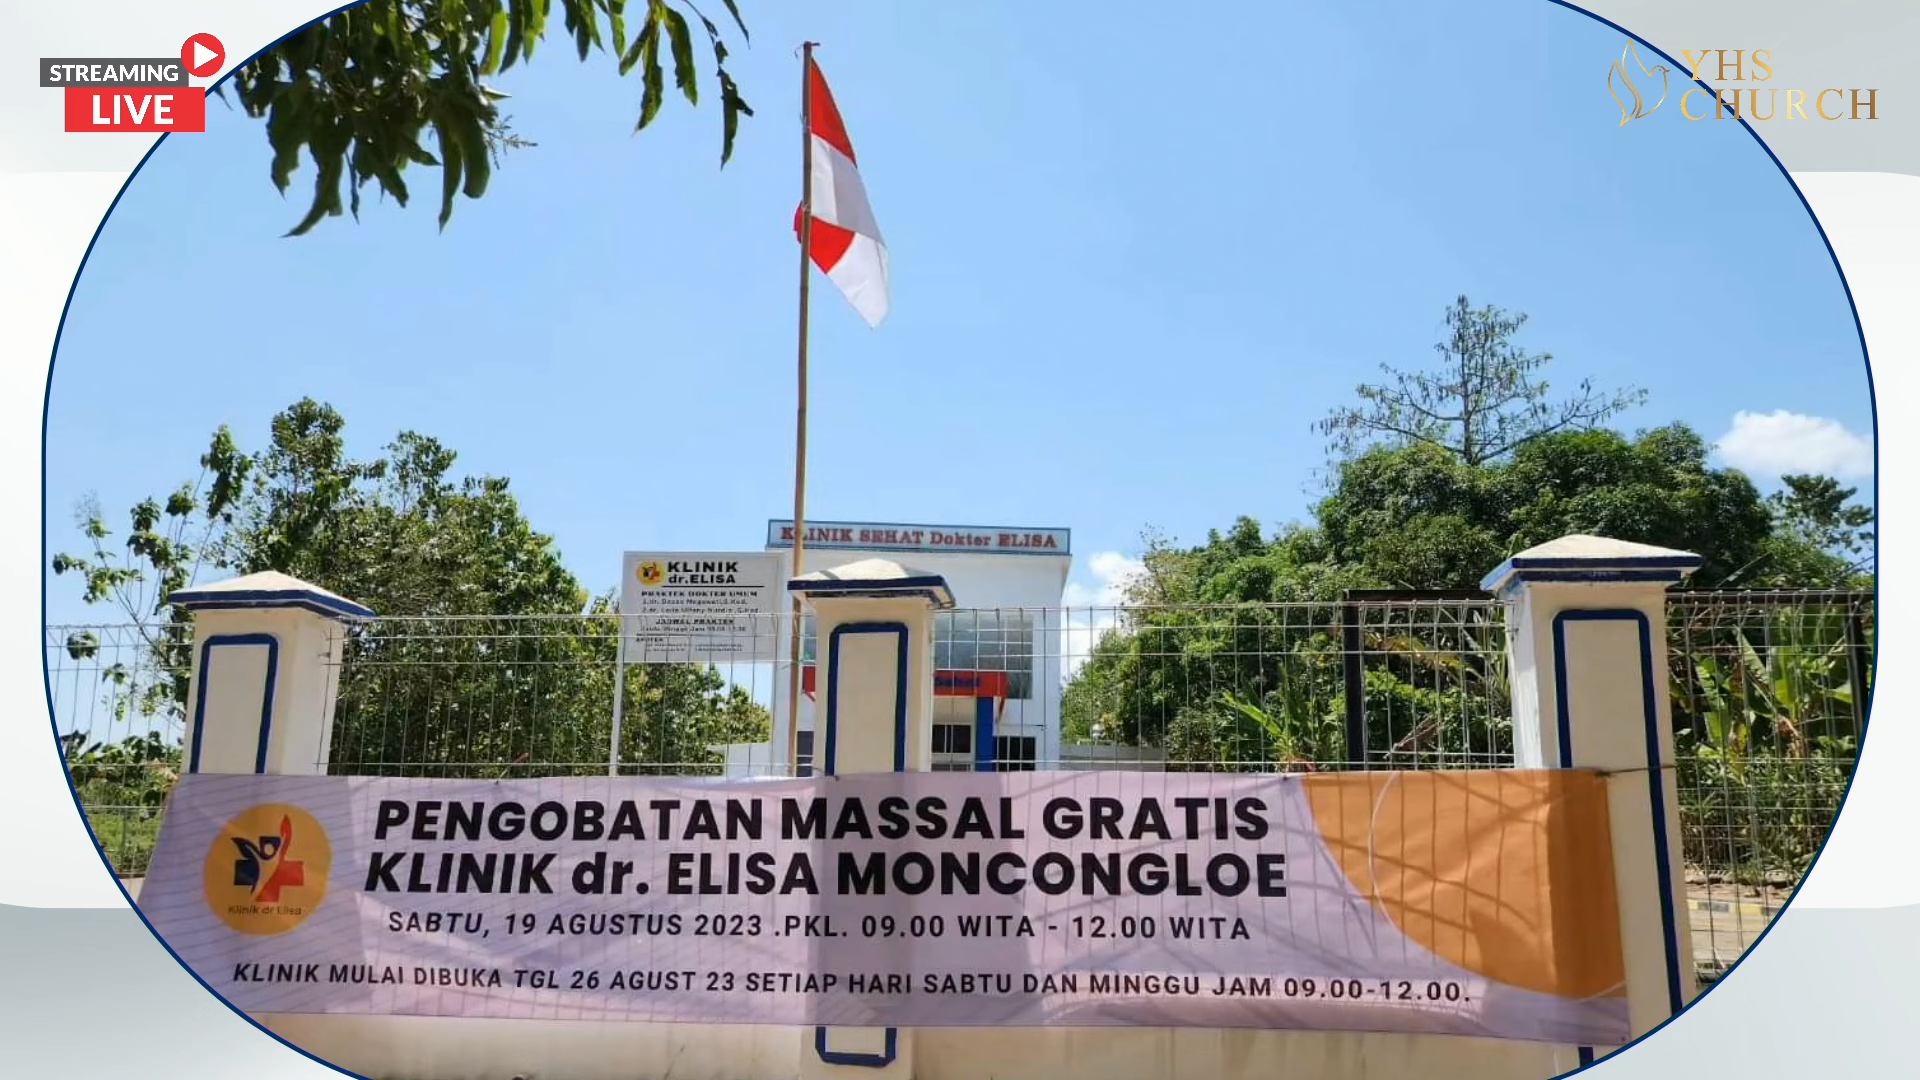 STREAMING
LIVE
YHS
CHURCH
KLINIK SEHAT Dokter ELISA
KLINIK
dr.ELISA
PRAKTEK DOKTER UMUM
JADWAL PRAKTEK
APOTEK
PENGOBATAN MASSAL GRATIS
KLINIK dr. ELISA MONCONGLOE
SABTU, 19 AGUSTUS 2023 .PKL. 09.00 WITA - 12.00 WITA
Klinik dr Elisa
KLINIK MULAI DIBUKA TGL 26 AGUST 23 SETIAP HARI SABTU DAN MINGGU JAM 09.00-12.00.